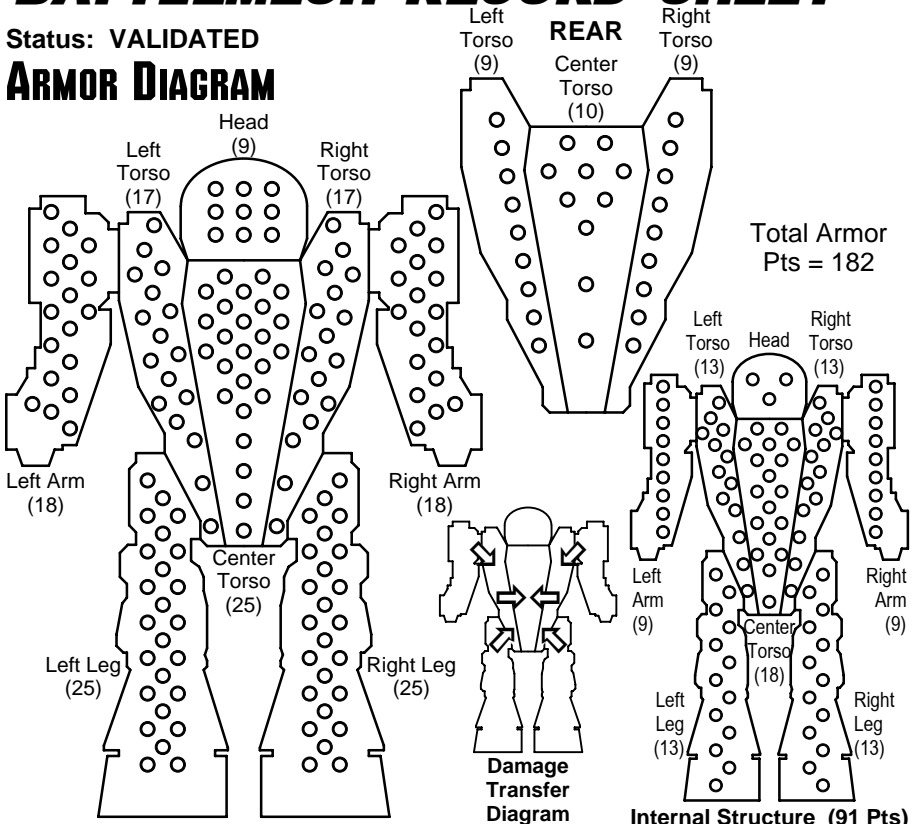 BATTLEMECH RECORD SHEET
Status: VALIDATED
ARMOR DIAGRAM
Head
(9)
Left
Torso
(17)
Right
Torso
(17)
Left Arm
(18)
Right Arm
(18)
Center
Torso
(25)
Left Leg
(25)
Right Leg
(25)
REAR
Left
Torso
(9)
Center
Torso
(10)
Right
Torso
(9)
Total Armor
Pts = 182
Left
Torso
(13)
Head
Right
Torso
(13)
Left
Arm
(9)
Right
Arm
(9)
Center
Torso
(18)
Left
Leg
(13)
Right
Leg
(13)
Damage
Transfer
Diagram
Internal Structure (91 Pts)